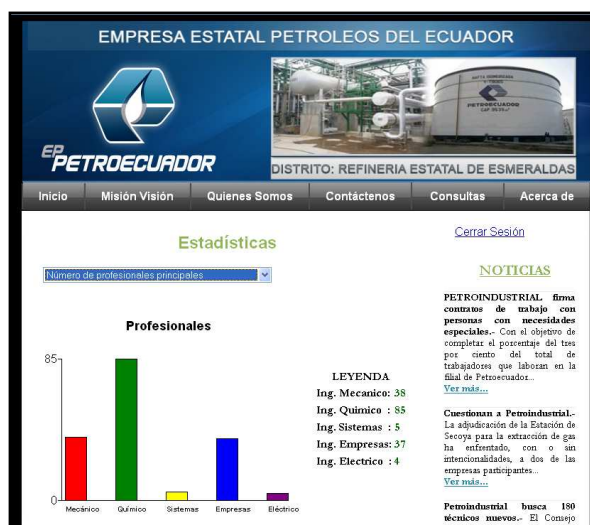 EMPRESA ESTATAL PETROLEOS DEL ECUADOR
EP
PETROECUADOR
PETROECUADOR
DISTRITO: REFINERIA ESTATAL DE ESMERALDAS
Inicio Misión Visión Quienes Somos Contáctenos Consultas Acerca de
Estadísticas
Número de profesionales principales
Profesionales
85
0
Mecánico Químico Sistemas Empresas Eléctrico
LEYENDA
Ing. Mecanico: 38
Ing. Quimico : 85
Ing. Sistemas : 5
Ing. Empresas: 37
Ing. Electrico : 4
Cerrar Sesión
NOTICIAS
PETROINDUSTRIAL firma
contratos de trabajo con
personas con necesidades
especiales.- Con el objetivo de
completar el porcentaje del tres
por ciento del total de
trabajadores que laboran en la
filial de Petroecuador...
Ver más...
Cuestionan a Petroindustrial.-
La adjudicación de la Estación de
Secoya para la extracción de gas
ha enfrentado, con o sin
intencionalidades, a dos de las
empresas participantes...
Ver más...
Petroindustrial busca 180
técnicos nuevos.- El Consejo